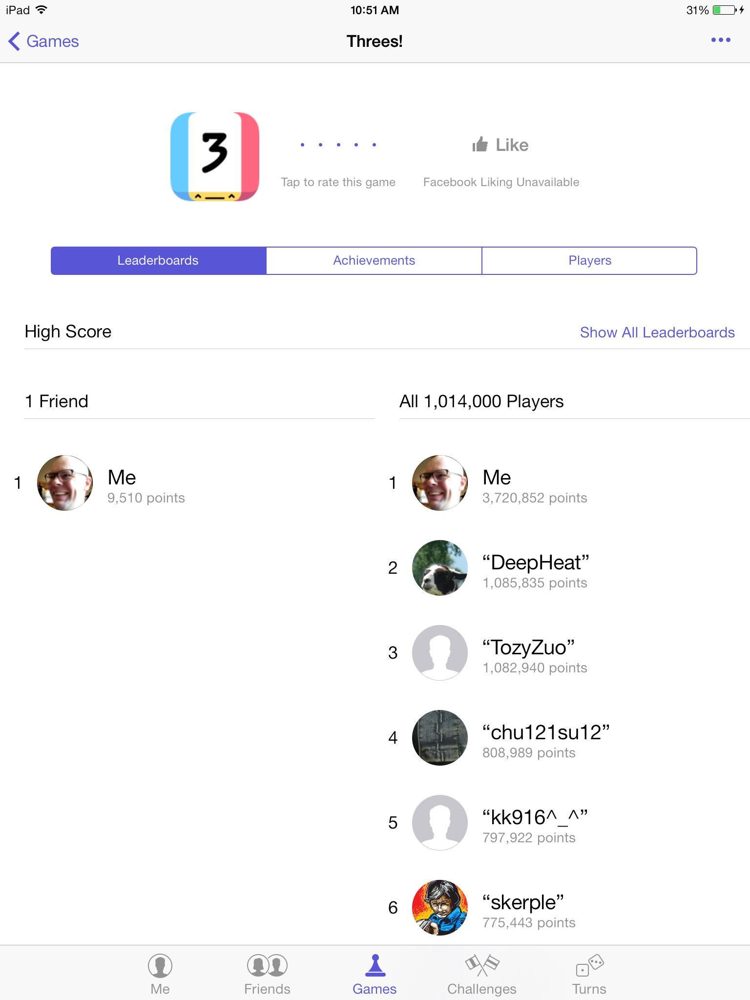 iPad 10:51 AM 31%
Games Threes!
3
Like
Tap to rate this game Facebook Liking Unavailable
Leaderboards Achievements Players
High Score Show All Leaderboards
1 Friend
1 Me
9,510 points
All 1,014,000 Players
1 Me
3,720,852 points
2 “DeepHeat”
1,085,835 points
3 “TozyZuo”
1,082,940 points
4 “chu121su12”
808,989 points
5 “kk916^_^”
797,922 points
6 “skerple”
775,443 points
Me Friends Games Challenges Turns